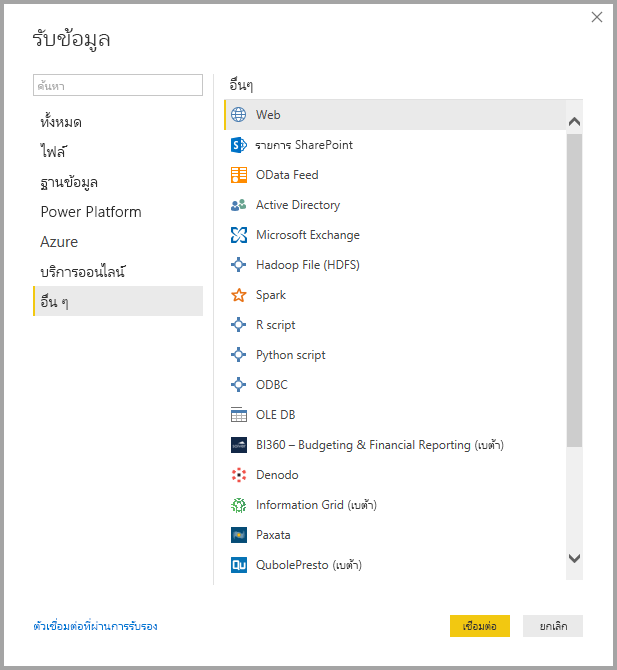 รับข้อมูล
ค้นหา
ทั้งหมด
ไฟล์
ฐานข้อมูล
Power Platform
Azure
บริการออนไลน์
อื่น ๆ
อื่นๆ
Web
รายการ SharePoint
OData Feed
Active Directory
Microsoft Exchange
Hadoop File (HDFS)
Spark
R script
Python script
ODBC
OLE DB
BI360 – Budgeting & Financial Reporting (เบต้า)
Denodo
Information Grid (เบต้า)
Paxata
Qu QubolePresto (เบต้า)
ตัวเชื่อมต่อที่ผ่านการรับรอง
เชื่อมต่อ
ยกเลิก